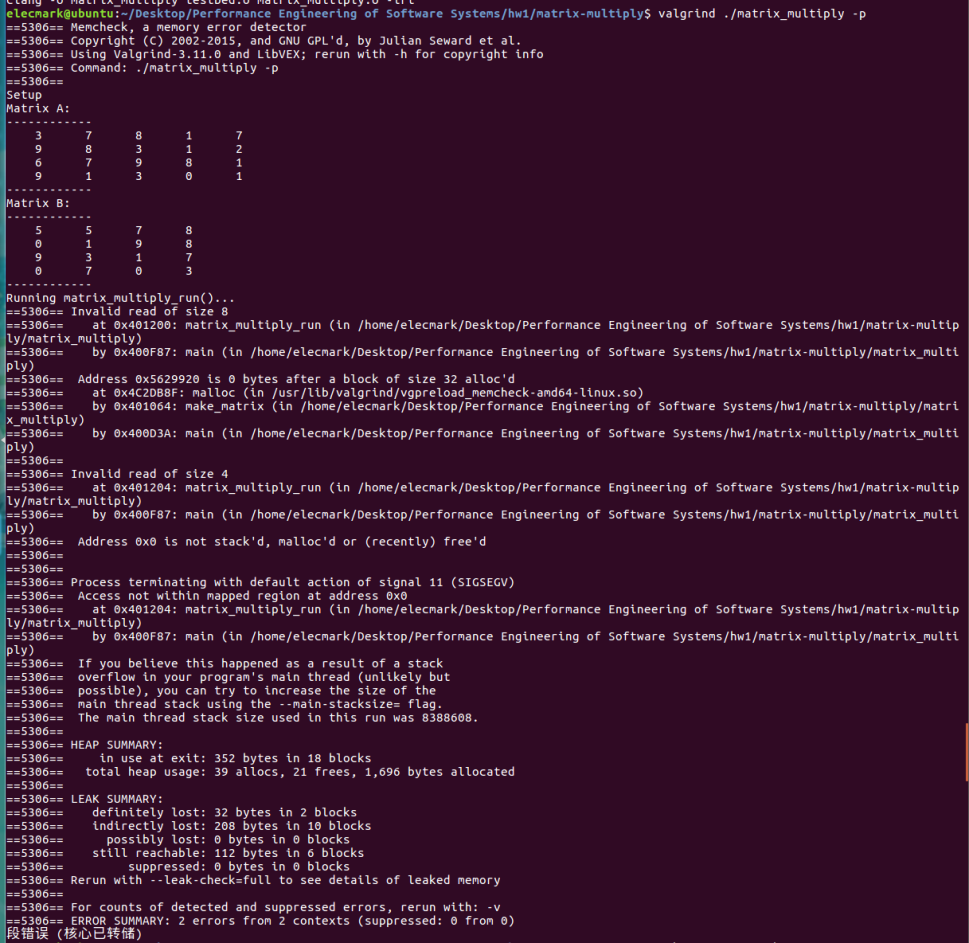 clang -o matrix_multiply testbed.o matrix_multiply.o -lrt
elecmark@ubuntu:~/Desktop/Performance Engineering of Software Systems/hw1/matrix-multiply$ valgrind ./matrix_multiply -p
==5306== Memcheck, a memory error detector
==5306== Copyright (C) 2002-2015, and GNU GPL'd, by Julian Seward et al.
==5306== Using Valgrind-3.11.0 and LibVEX; rerun with -h for copyright info
==5306== Command: ./matrix_multiply -p
==5306==
Setup
Matrix A:
------------
3 7 8 1 7
9 8 3 1 2
6 7 9 8 1
9 1 3 0 1
------------
Matrix B:
------------
5 5 7 8
0 1 9 8
9 3 1 7
0 7 0 3
------------
Running matrix_multiply_run()...
==5306== Invalid read of size 8
==5306==    at 0x401200: matrix_multiply_run (in /home/elecmark/Desktop/Performance Engineering of Software Systems/hw1/matrix-multip
ly/matrix_multiply)
==5306==    by 0x400F87: main (in /home/elecmark/Desktop/Performance Engineering of Software Systems/hw1/matrix-multiply/matrix_multi
ply)
==5306==  Address 0x5629920 is 0 bytes after a block of size 32 alloc'd
==5306==    at 0x4C2DB8F: malloc (in /usr/lib/valgrind/vgpreload_memcheck-amd64-linux.so)
==5306==    by 0x401064: make_matrix (in /home/elecmark/Desktop/Performance Engineering of Software Systems/hw1/matrix-multiply/matri
x_multiply)
==5306==    by 0x400D3A: main (in /home/elecmark/Desktop/Performance Engineering of Software Systems/hw1/matrix-multiply/matrix_multi
ply)
==5306==
==5306== Invalid read of size 4
==5306==    at 0x401204: matrix_multiply_run (in /home/elecmark/Desktop/Performance Engineering of Software Systems/hw1/matrix-multip
ly/matrix_multiply)
==5306==    by 0x400F87: main (in /home/elecmark/Desktop/Performance Engineering of Software Systems/hw1/matrix-multiply/matrix_multi
ply)
==5306==  Address 0x0 is not stack'd, malloc'd or (recently) free'd
==5306==
==5306==
==5306== Process terminating with default action of signal 11 (SIGSEGV)
==5306==  Access not within mapped region at address 0x0
==5306==    at 0x401204: matrix_multiply_run (in /home/elecmark/Desktop/Performance Engineering of Software Systems/hw1/matrix-multip
ly/matrix_multiply)
==5306==    by 0x400F87: main (in /home/elecmark/Desktop/Performance Engineering of Software Systems/hw1/matrix-multiply/matrix_multi
ply)
==5306==  If you believe this happened as a result of a stack
==5306==  overflow in your program's main thread (unlikely but
==5306==  possible), you can try to increase the size of the
==5306==  main thread stack using the --main-stacksize= flag.
==5306==  The main thread stack size used in this run was 8388608.
==5306==
==5306== HEAP SUMMARY:
==5306==     in use at exit: 352 bytes in 18 blocks
==5306==   total heap usage: 39 allocs, 21 frees, 1,696 bytes allocated
==5306==
==5306== LEAK SUMMARY:
==5306==    definitely lost: 32 bytes in 2 blocks
==5306==    indirectly lost: 208 bytes in 10 blocks
==5306==      possibly lost: 0 bytes in 0 blocks
==5306==    still reachable: 112 bytes in 6 blocks
==5306==         suppressed: 0 bytes in 0 blocks
==5306== Rerun with --leak-check=full to see details of leaked memory
==5306==
==5306== For counts of detected and suppressed errors, rerun with: -v
==5306== ERROR SUMMARY: 2 errors from 2 contexts (suppressed: 0 from 0)
段错误 (核心已转储)